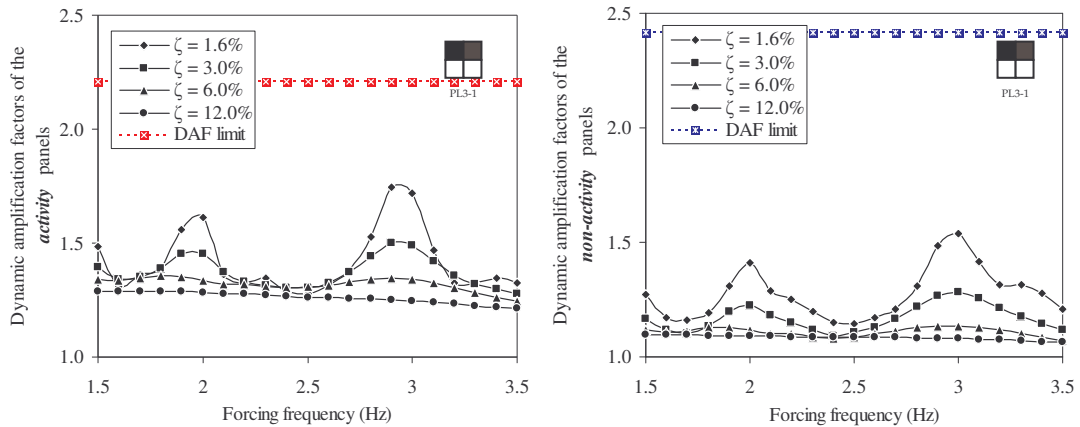 Dynamic amplification factors of the
activity panels
2.5
2.0
1.5
1.0
ζ = 1.6%
ζ = 3.0%
ζ = 6.0%
ζ = 12.0%
DAF limit
PL3-1
1.5
2
2.5
3
3.5
Forcing frequency (Hz)
Dynamic amplification factors of the
non-activity panels
2.5
2.0
1.5
1.0
ζ = 1.6%
ζ = 3.0%
ζ = 6.0%
ζ = 12.0%
DAF limit
PL3-1
1.5
2
2.5
3
3.5
Forcing frequency (Hz)